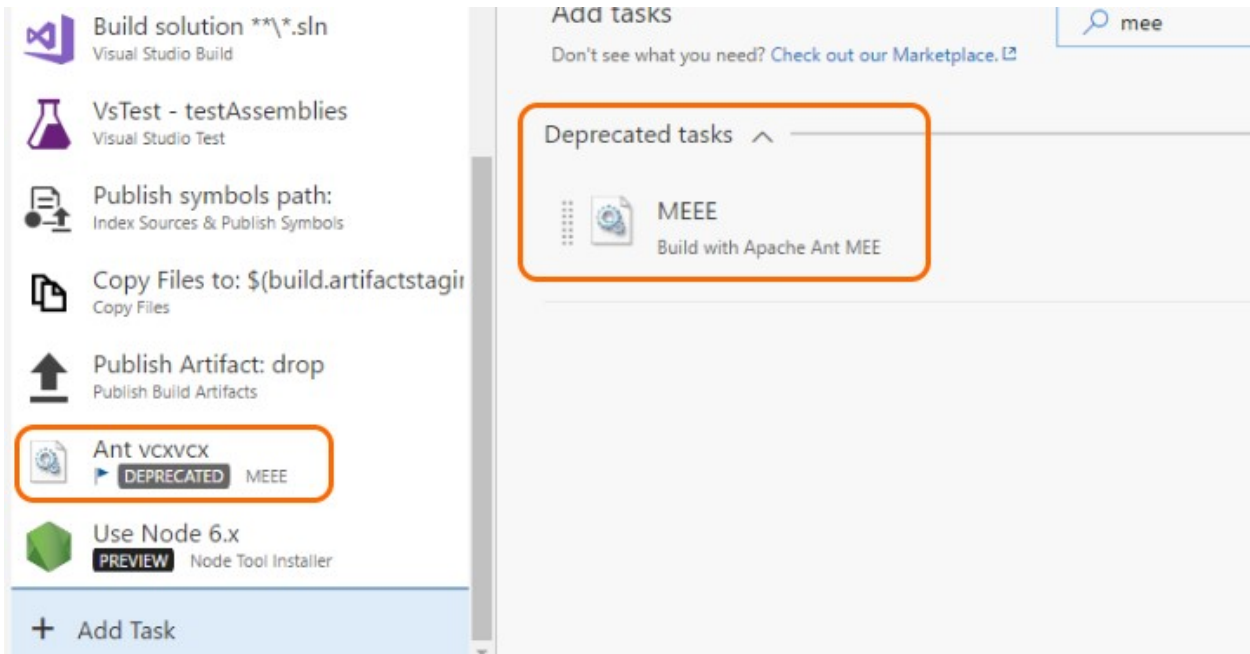 Build solution **\*.sln
Visual Studio Build
VsTest - testAssemblies
Visual Studio Test
Publish symbols path:
Index Sources & Publish Symbols
Copy Files to: $(build.artifactstagin
Copy Files
Publish Artifact: drop
Publish Build Artifacts
Ant vcxvcx
DEPRECATED MEEE
Use Node 6.x
PREVIEW Node Tool Installer
+ Add Task
Add tasks
mee
Don't see what you need? Check out our Marketplace.
Deprecated tasks
MEEE
Build with Apache Ant MEE